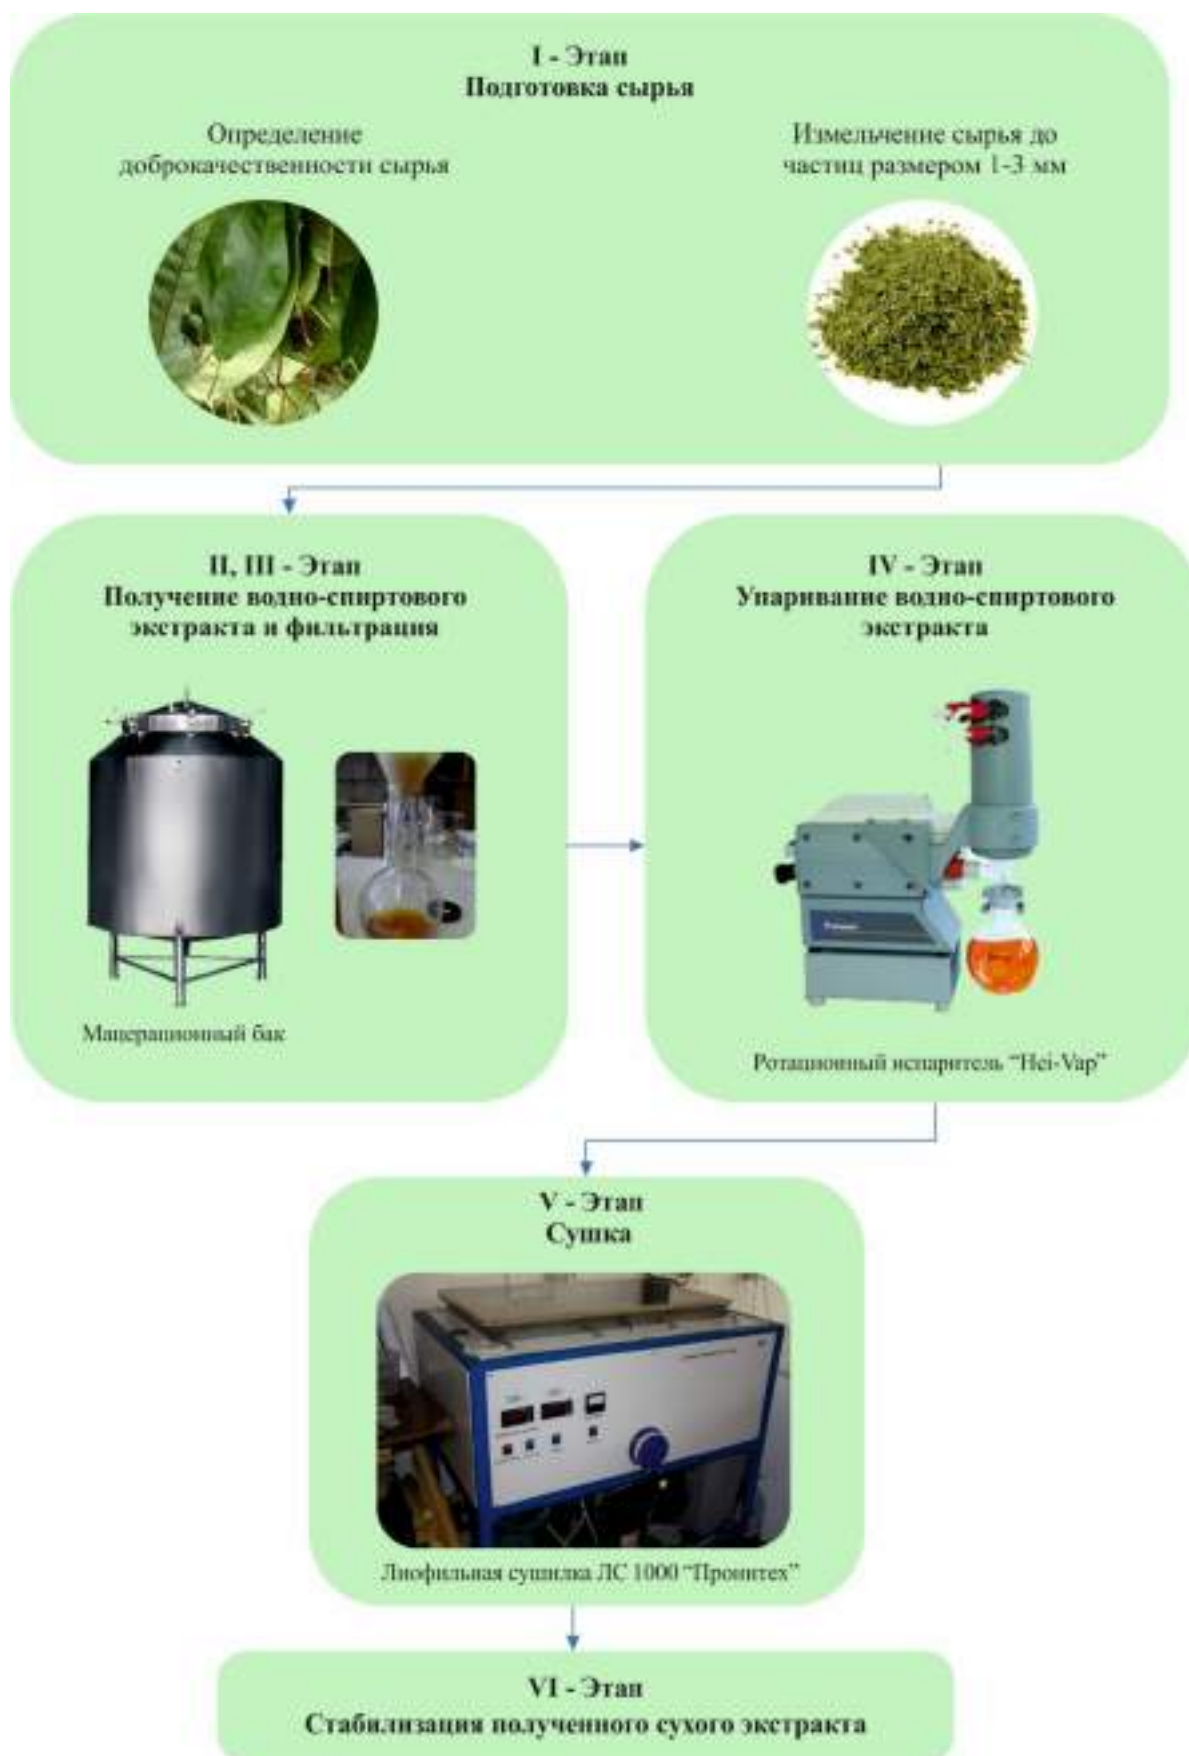 I - Этап
Подготовка сырья
Определение
доброкачественности сырья
Измельчение сырья до
частиц размером 1-3 мм
II, III - Этап
Получение водно-спиртового
экстракта и фильтрация
Мацерационный бак
IV - Этап
Упаривание водно-спиртового
экстракта
Ротационный испаритель “Hei-Vap”
V - Этап
Сушка
Лиофильная сушилка ЛС 1000 “Пронитех”
VI - Этап
Стабилизация полученного сухого экстракта